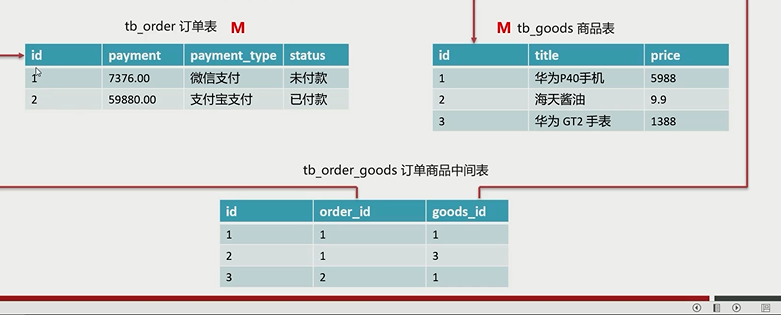 tb_order 订单表 M
id payment payment_type status
1 7376.00 微信支付 未付款
2 59880.00 支付宝支付 已付款
M tb_goods 商品表
id title price
1 华为P40手机 5988
2 海天酱油 9.9
3 华为 GT2 手表 1388
tb_order_goods 订单商品中间表
id order_id goods_id
1 1 1
2 1 3
3 2 1